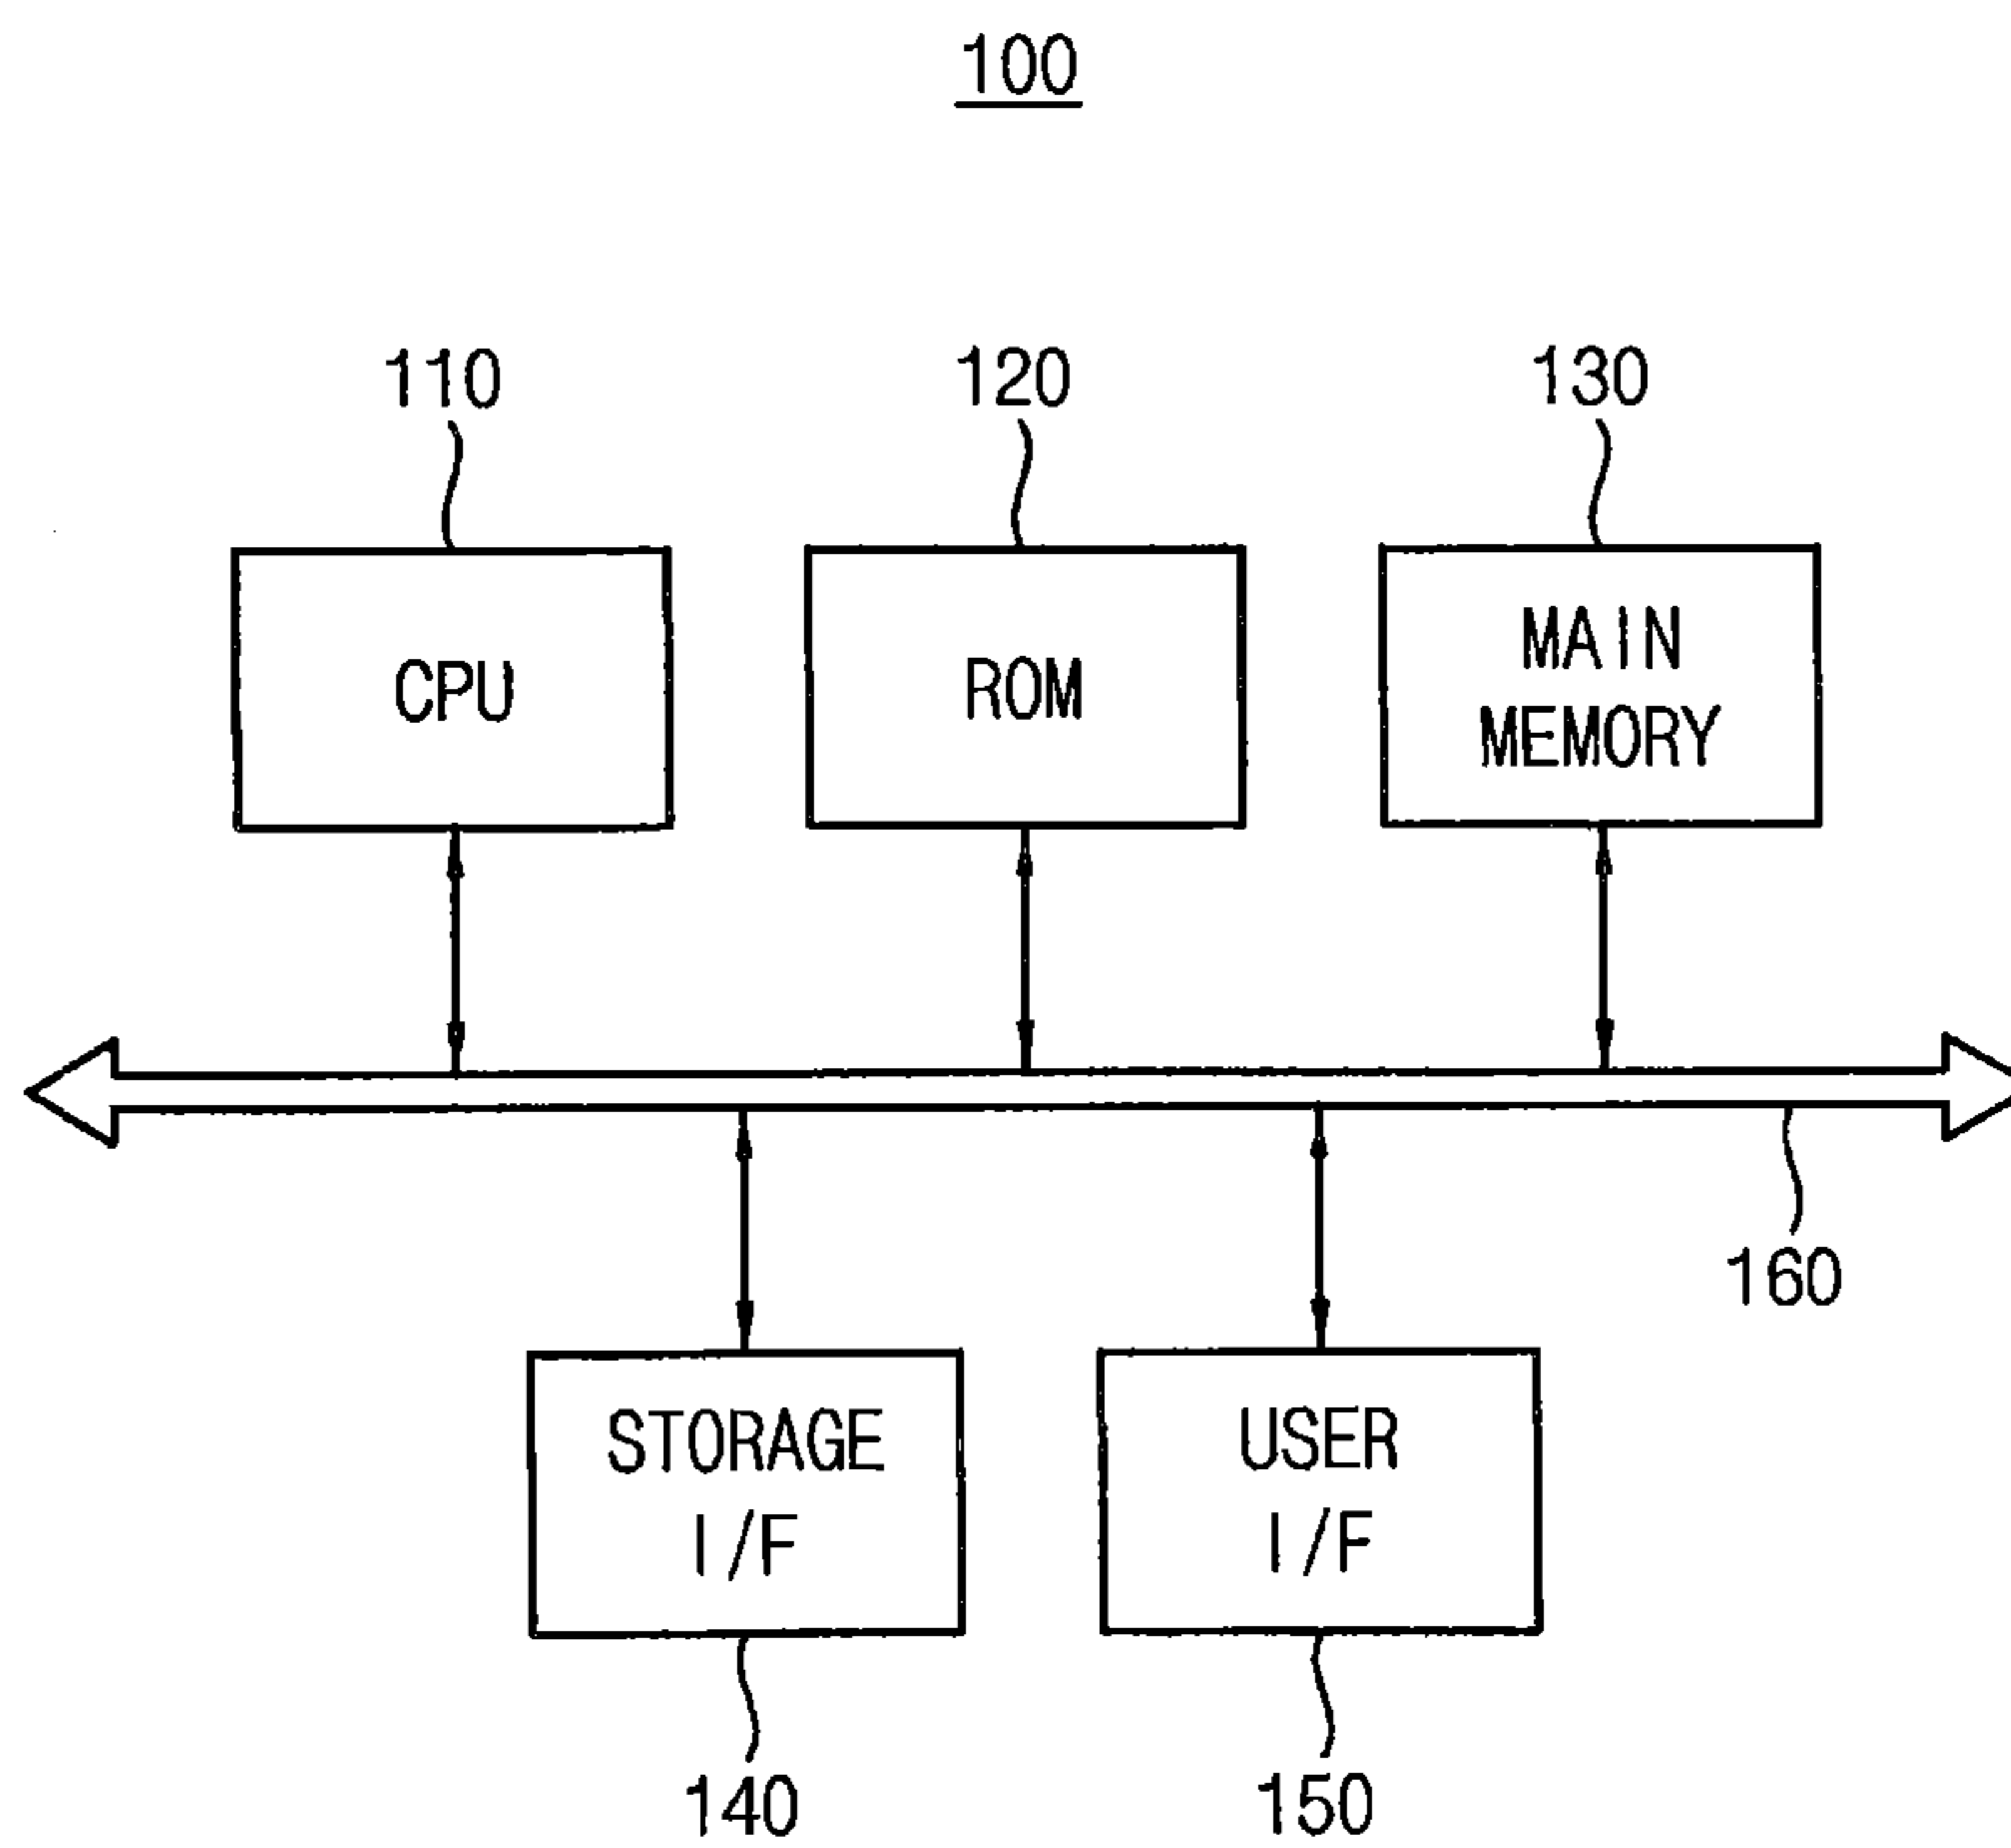 100
110
120
130
CPU
ROM
MAIN
MEMORY
160
STORAGE
I/F
USER
I/F
140
150